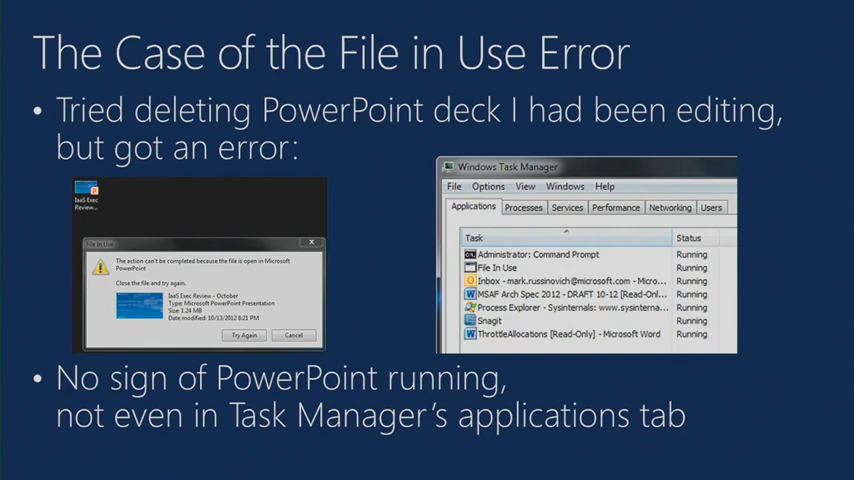 The Case of the File in Use Error
• Tried deleting PowerPoint deck I had been editing,
but got an error:
IaaS Exec
Review...
File In Use
The action can't be completed because the file is open in Microsoft
PowerPoint
Close the file and try again.
IaaS Exec Review - October
Type: Microsoft PowerPoint Presentation
Size: 1.24 MB
Date modified: 10/13/2012 8:21 PM
Try Again Cancel
Windows Task Manager
File Options View Windows Help
Applications Processes Services Performance Networking Users
Task Status
Administrator: Command Prompt Running
File In Use Running
Inbox - mark.russinovich@microsoft.com - Micro... Running
MSAF Arch Spec 2012 - DRAFT 10-12 [Read-Onl... Running
Process Explorer - Sysinternals: www.sysinterna... Running
Snagit Running
ThrottleAllocations [Read-Only] - Microsoft Word Running
• No sign of PowerPoint running,
not even in Task Manager's applications tab